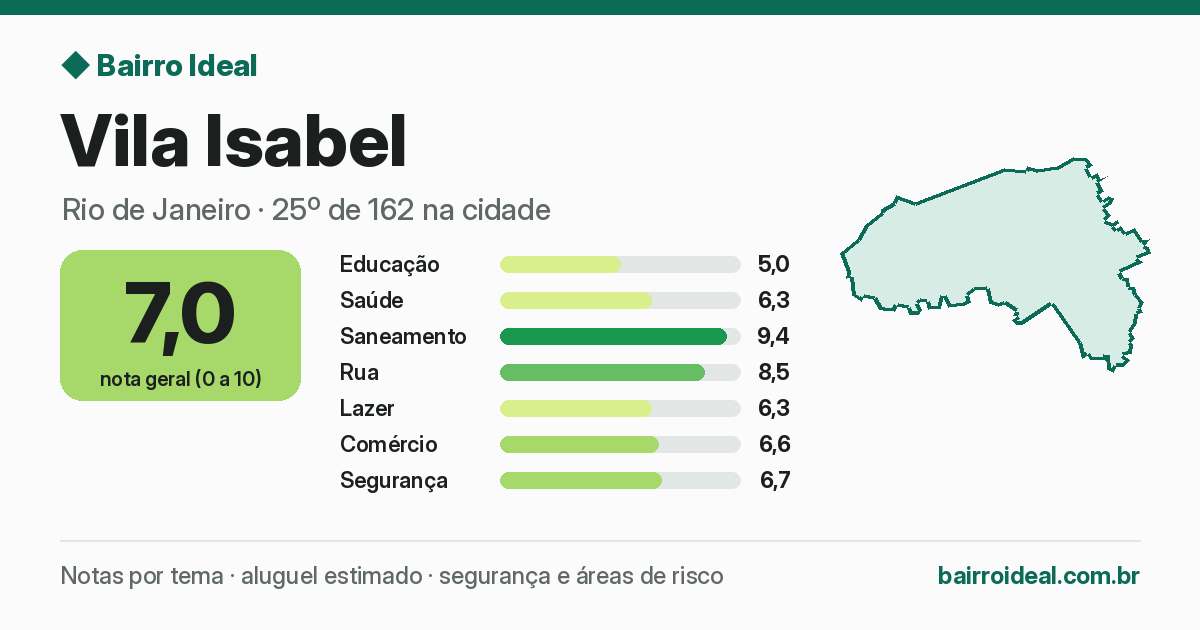 Bairro Ideal
Vila Isabel
Rio de Janeiro · 25º de 162 na cidade
7,0
nota geral (0 a 10)
Educação 5,0
Saúde 6,3
Saneamento 9,4
Rua 8,5
Lazer 6,3
Comércio 6,6
Segurança 6,7
Notas por tema · aluguel estimado · segurança e áreas de risco
bairroideal.com.br